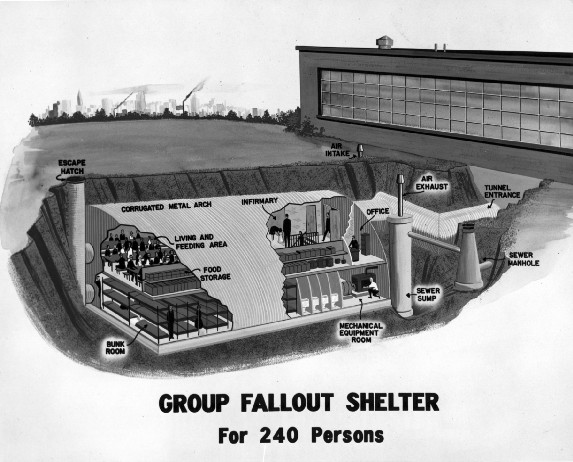 AIR
INTAKE
ESCAPE
HATCH
AIR
EXHAUST
TUNNEL
ENTRANCE
CORRUGATED METAL ARCH
INFIRMARY
OFFICE
LIVING AND
FEEDING AREA
FOOD
STORAGE
SEWER
MANHOLE
SEWER
SUMP
MECHANICAL
EQUIPMENT
ROOM
BUNK
ROOM
GROUP FALLOUT SHELTER
For 240 Persons